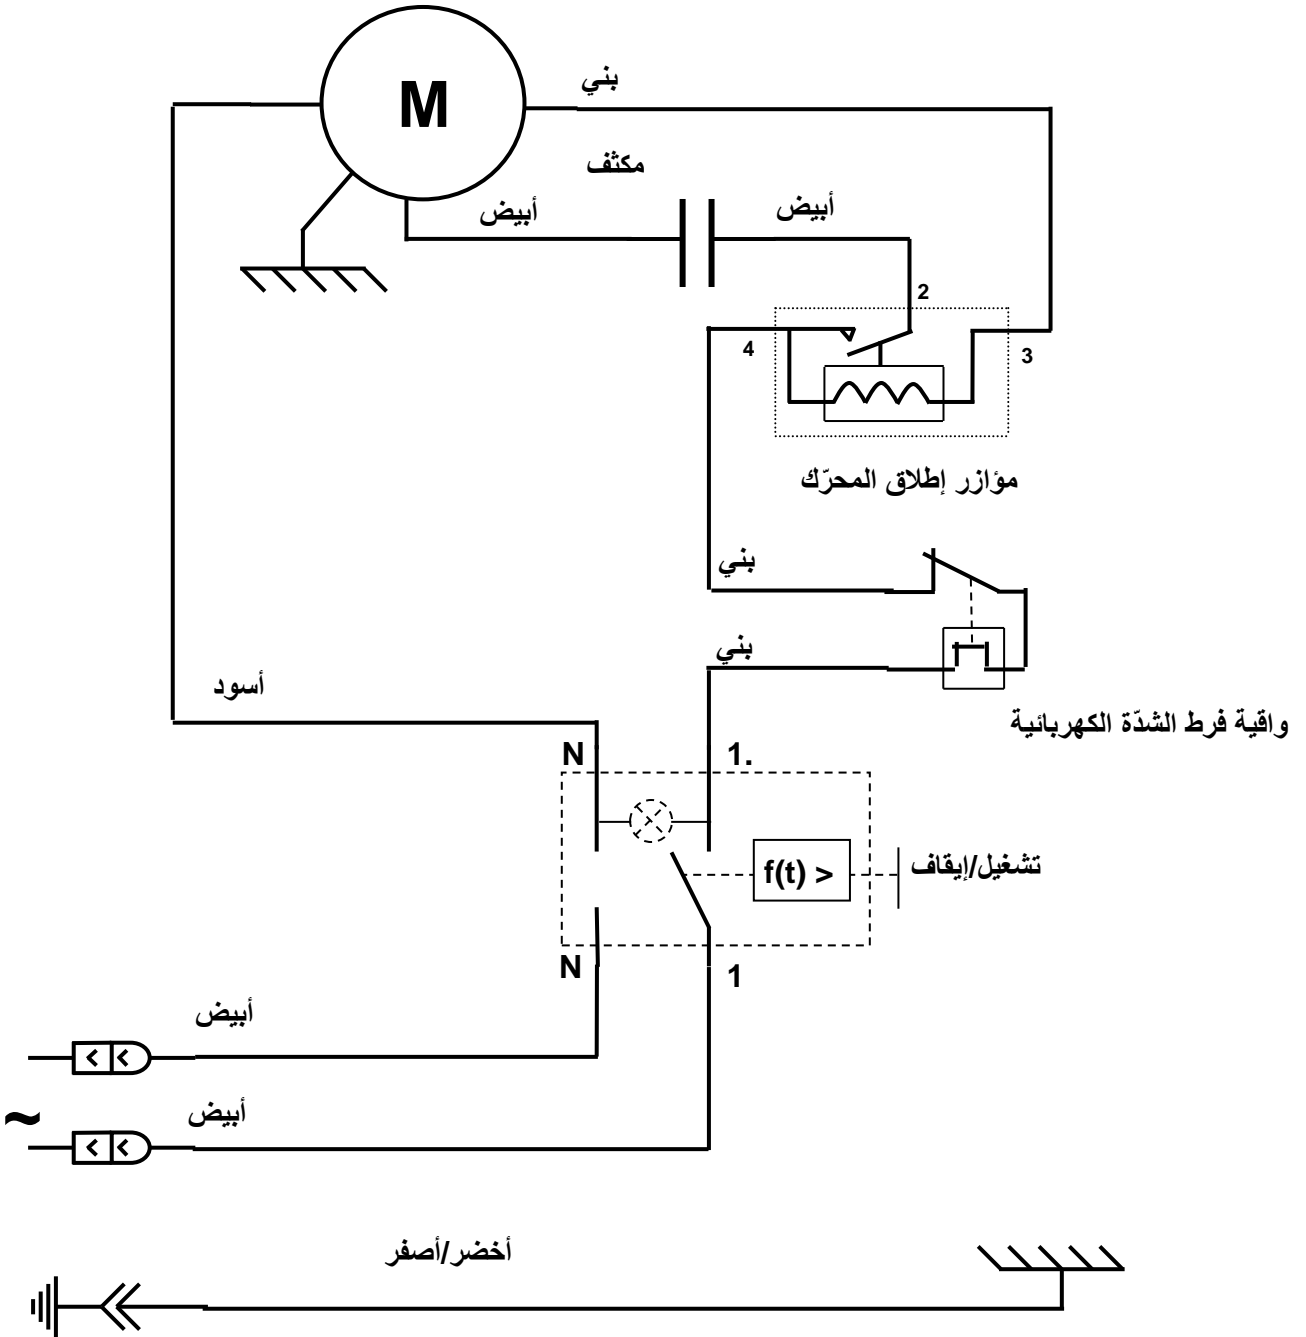 M
بني
مكثف
أبيض
أبيض
2
4
3
مؤازر إطلاق المحرّك
بني
بني
أسود
واقية فرط الشدّة الكهربائية
N
1.
f(t) >
تشغيل/إيقاف
N
1
أبيض
~
أبيض
أخضر/أصفر